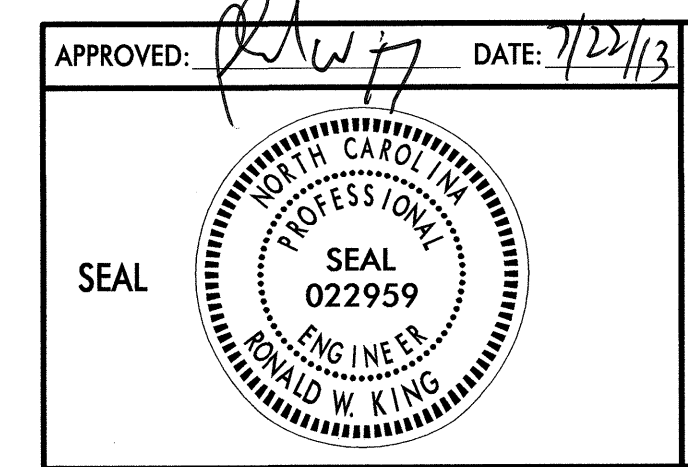 APPROVED: DATE: 7/22/13
SEAL
NORTH CAROLINA
PROFESSIONAL
SEAL
022959
ENGINEER
RONALD W. KING